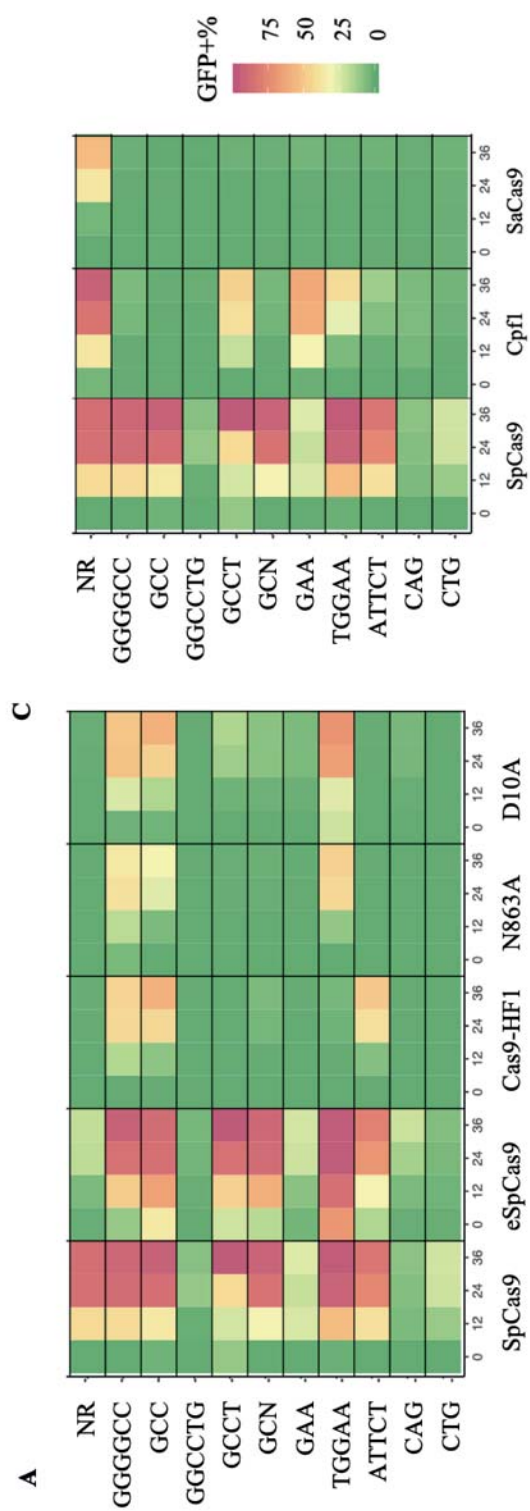 A
NR
GGGGCC
GCC
GGCCTG
GCCT
GCN
GAA
TGGAA
ATTCT
CAG
CTG
0 12 24 36 0 12 24 36 0 12 24 36 0 12 24 36 0 12 24 36
SpCas9 eSpCas9 Cas9-HF1 N863A D10A
C
NR
GGGGCC
GCC
GGCCTG
GCCT
GCN
GAA
TGGAA
ATTCT
CAG
CTG
0 12 24 36 0 12 24 36 0 12 24 36
SpCas9 Cpf1 SaCas9
GFP+%
75
50
25
0